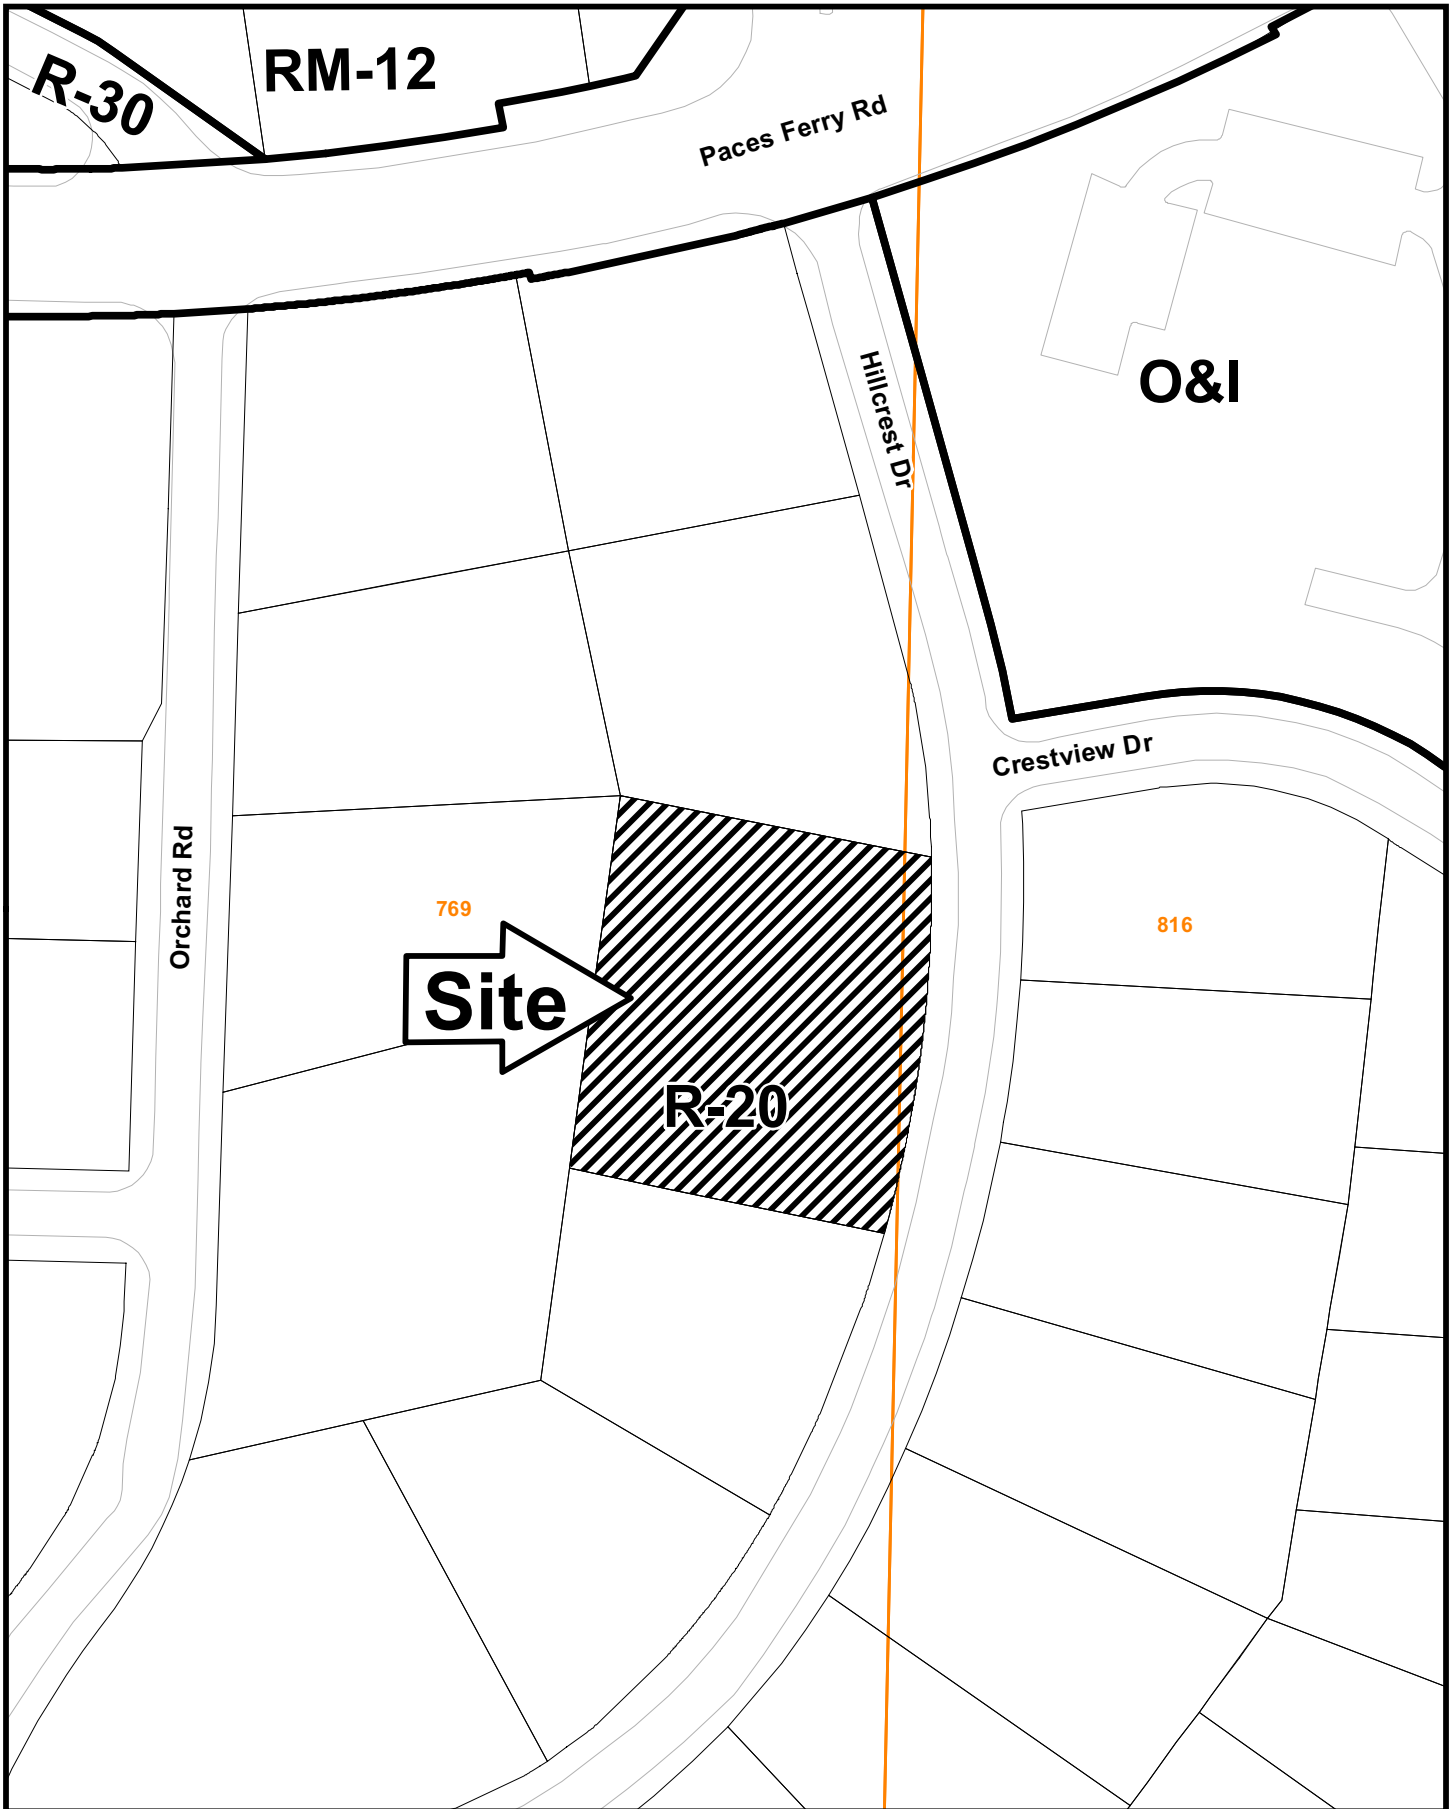 RM-12
R-30
Paces Ferry Rd
Hillcrest Dr
O&I
Crestview Dr
Orchard Rd
769
816
Site
R-20